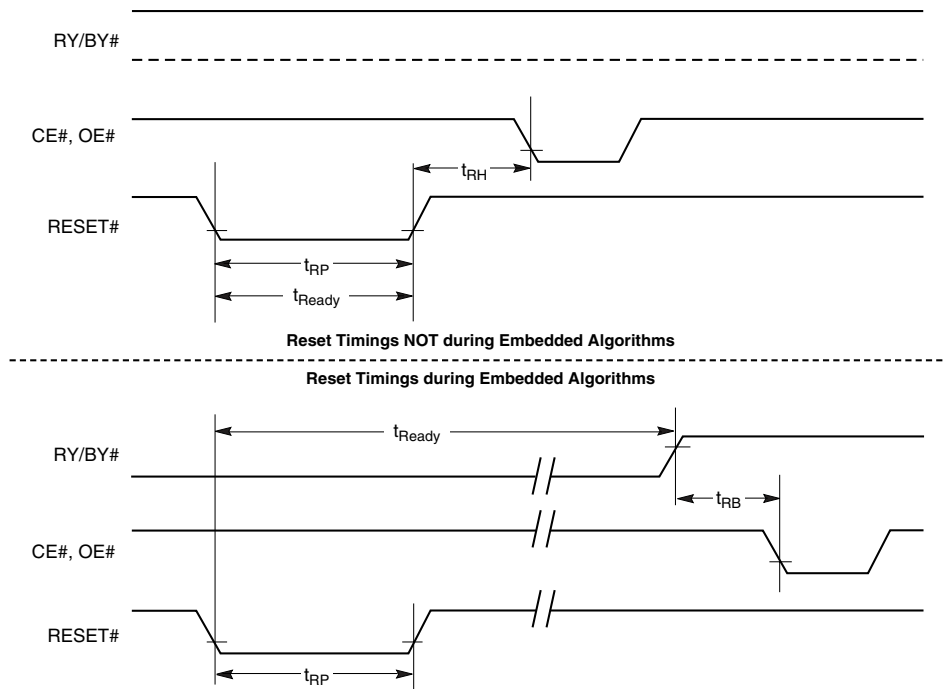 RY/BY#
CE#, OE#
tRH
RESET#
tRP
tReady
Reset Timings NOT during Embedded Algorithms
Reset Timings during Embedded Algorithms
tReady
RY/BY#
tRB
CE#, OE#
RESET#
tRP